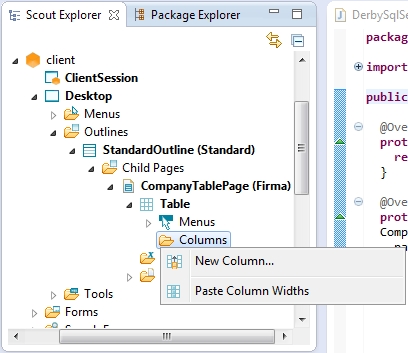 Scout Explorer
Package Explorer
client
ClientSession
Desktop
Menus
Outlines
StandardOutline (Standard)
Child Pages
CompanyTablePage (Firma)
Table
Menus
Columns
New Column...
Paste Column Widths
Tools
Forms
DerbySqlSe
packag
import
public
@Ove
prot
re
}
@Ove
prot
Comp